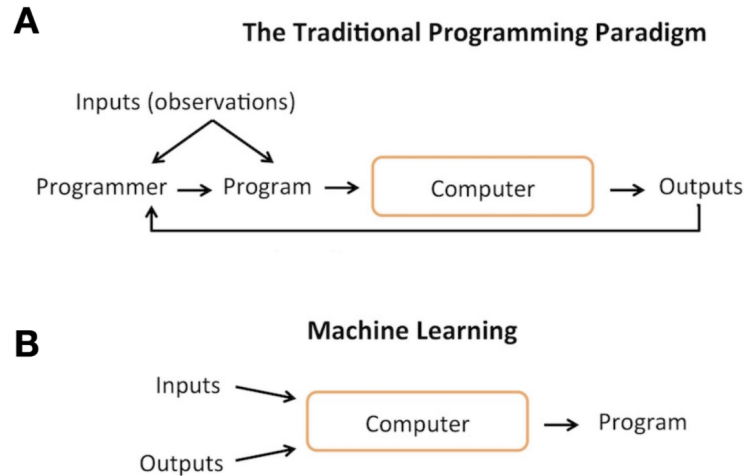 A
The Traditional Programming Paradigm
Inputs (observations)
Programmer
Program
Computer
Outputs
B
Machine Learning
Inputs
Computer
Program
Outputs